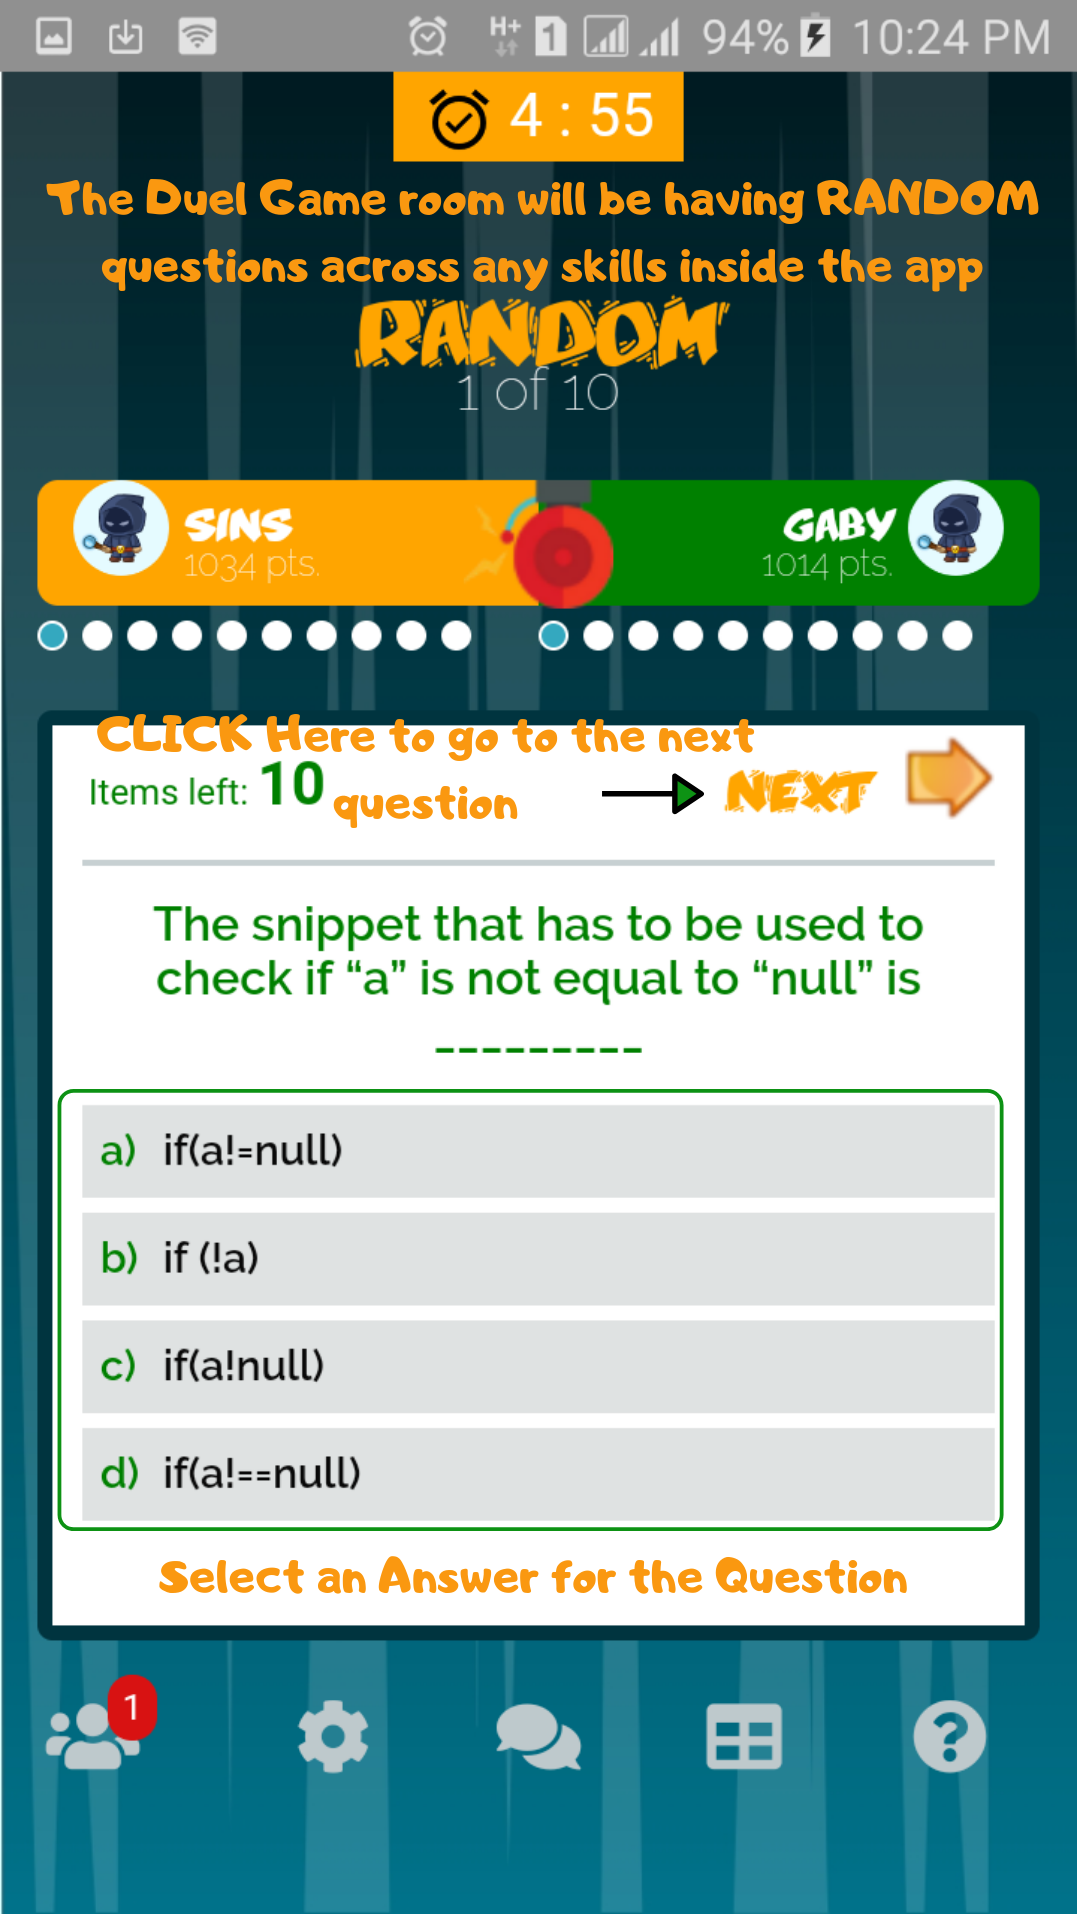 H+ 1 94% 10:24 PM
4 : 55
The Duel Game room will be having RANDOM
questions across any skills inside the app
RANDOM
1 of 10
SINS
1034 pts.
GABY
1014 pts.
CLICK Here to go to the next
question
Items left: 10
NEXT
The snippet that has to be used to
check if “a” is not equal to “null” is
_________
a) if(a!=null)
b) if (!a)
c) if(a!null)
d) if(a!==null)
Select an Answer for the Question
1
?